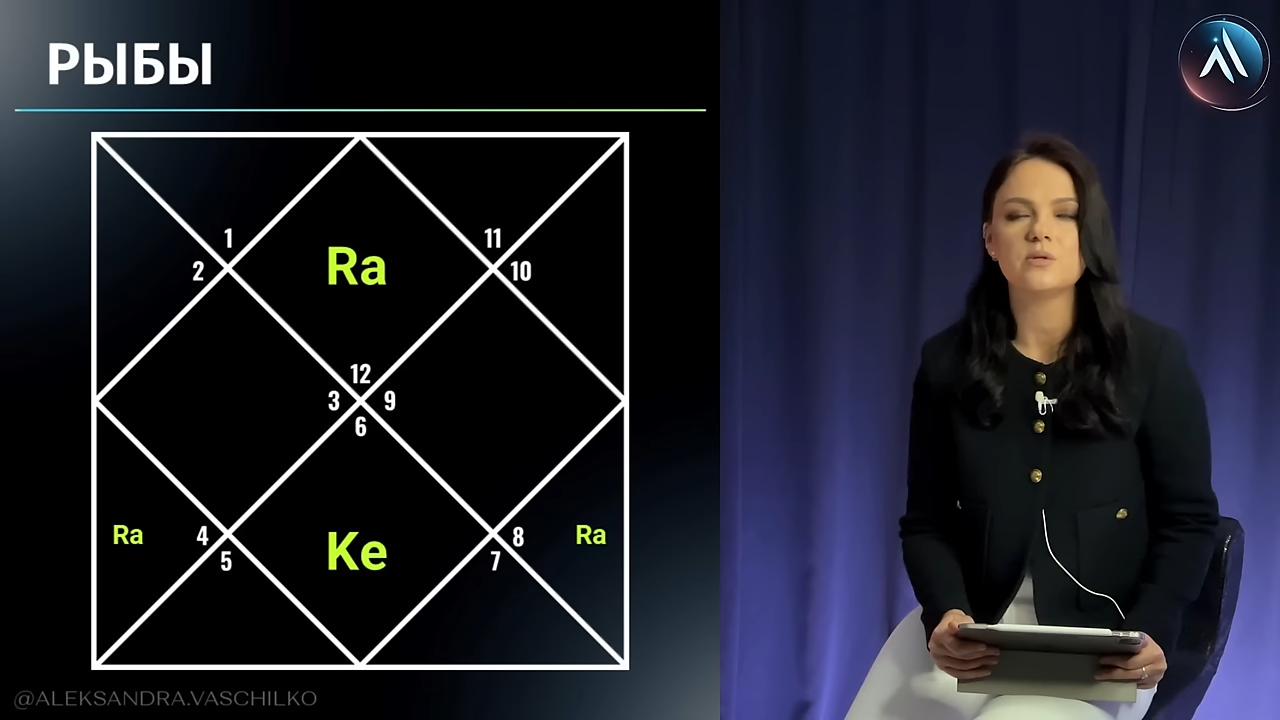 РЫБЫ
1
11
2
Ra
10
12
3
9
6
Ra
4
Ke
8
Ra
5
7
@ALEKSANDRA.VASCHILKO